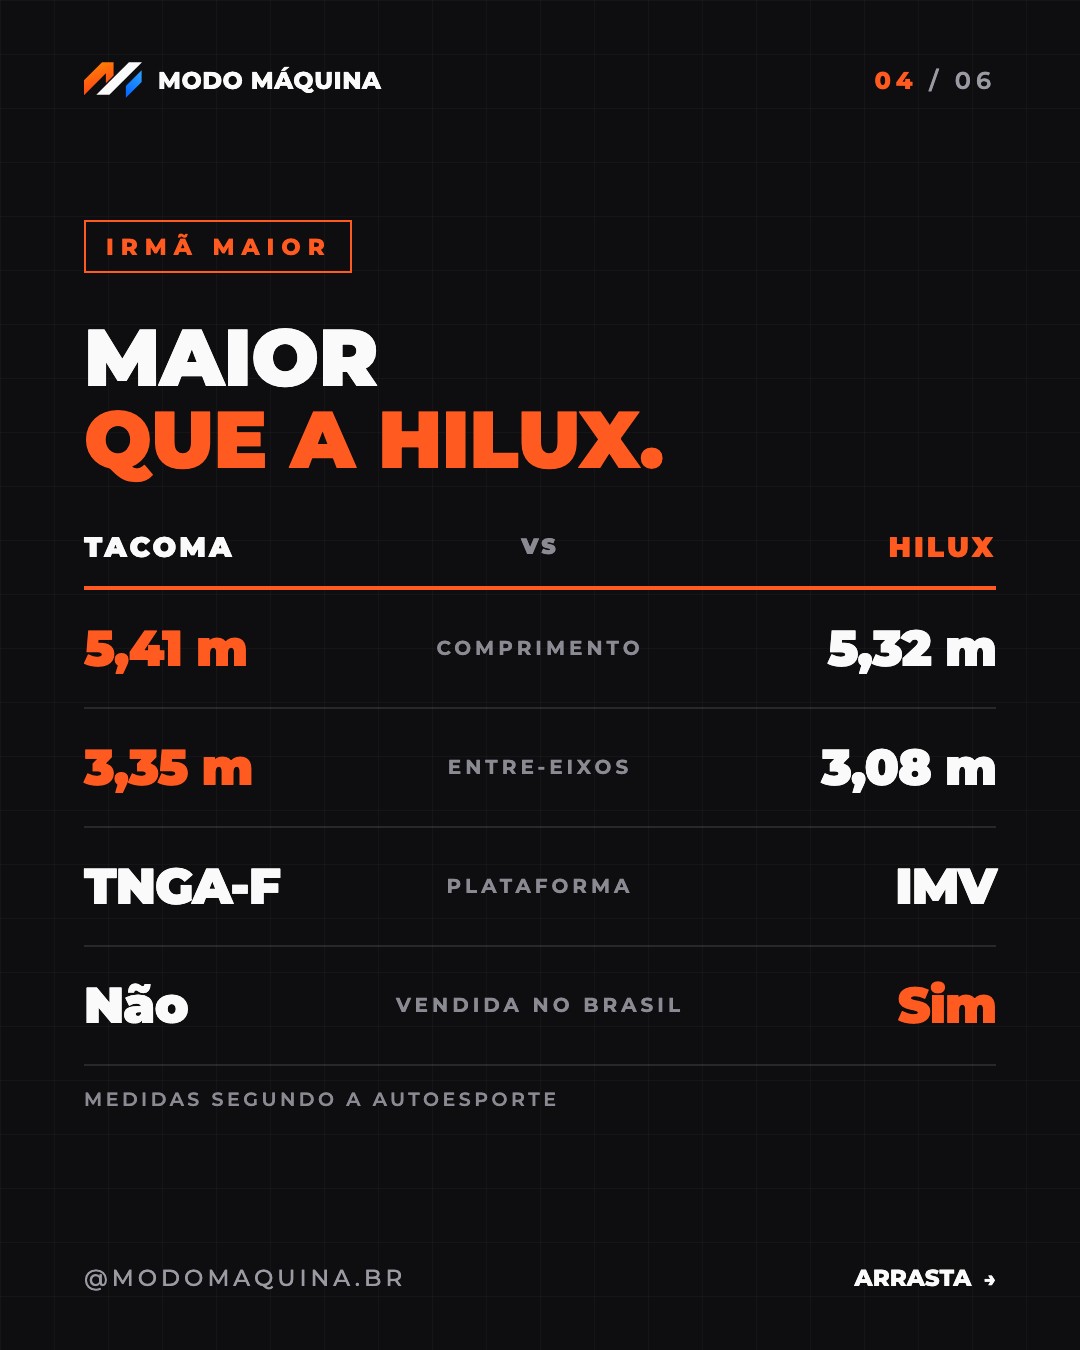 MODO MÁQUINA
04 / 06
IRMÃ MAIOR
MAIOR
QUE A HILUX.
TACOMA VS HILUX
5,41 m COMPRIMENTO 5,32 m
3,35 m ENTRE-EIXOS 3,08 m
TNGA-F PLATAFORMA IMV
Não VENDIDA NO BRASIL Sim
MEDIDAS SEGUNDO A AUTOESPORTE
@MODOMAQUINA.BR
ARRASTA →